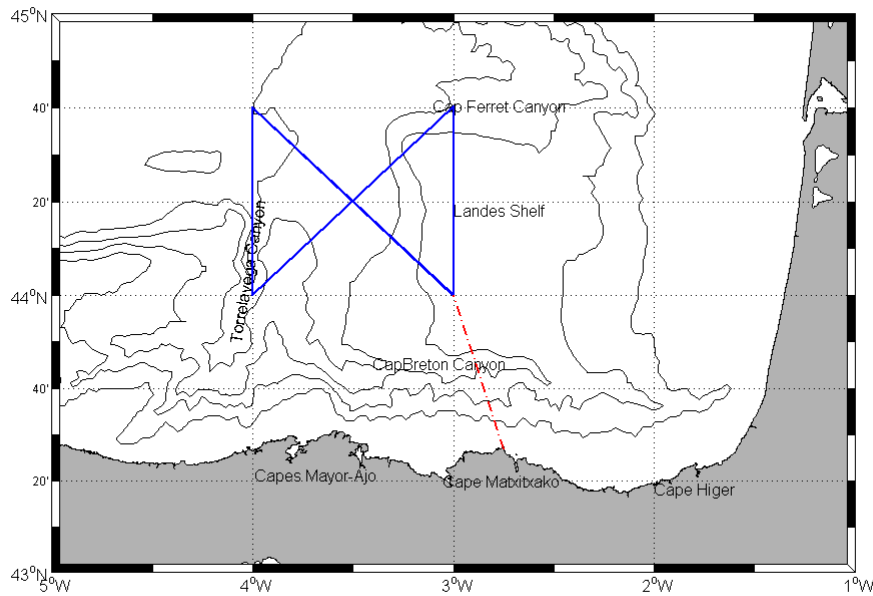 45°N
40'
Cap Ferret Canyon
20'
Landes Shelf
Torrelavega Canyon
44°N
CapBreton Canyon
40'
20'
Capes Mayor-Ajo
Cape Matxitxako
Cape Higer
43°N
5°W
4°W
3°W
2°W
1°W